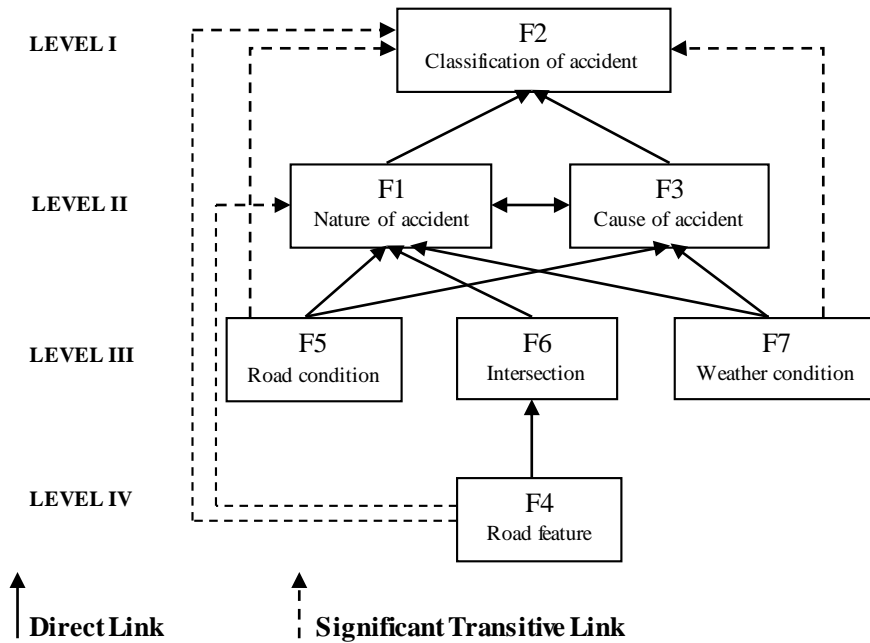 LEVEL I
F2
Classification of accident
LEVEL II
F1
Nature of accident
F3
Cause of accident
LEVEL III
F5
Road condition
F6
Intersection
F7
Weather condition
LEVEL IV
F4
Road feature
Direct Link
Significant Transitive Link